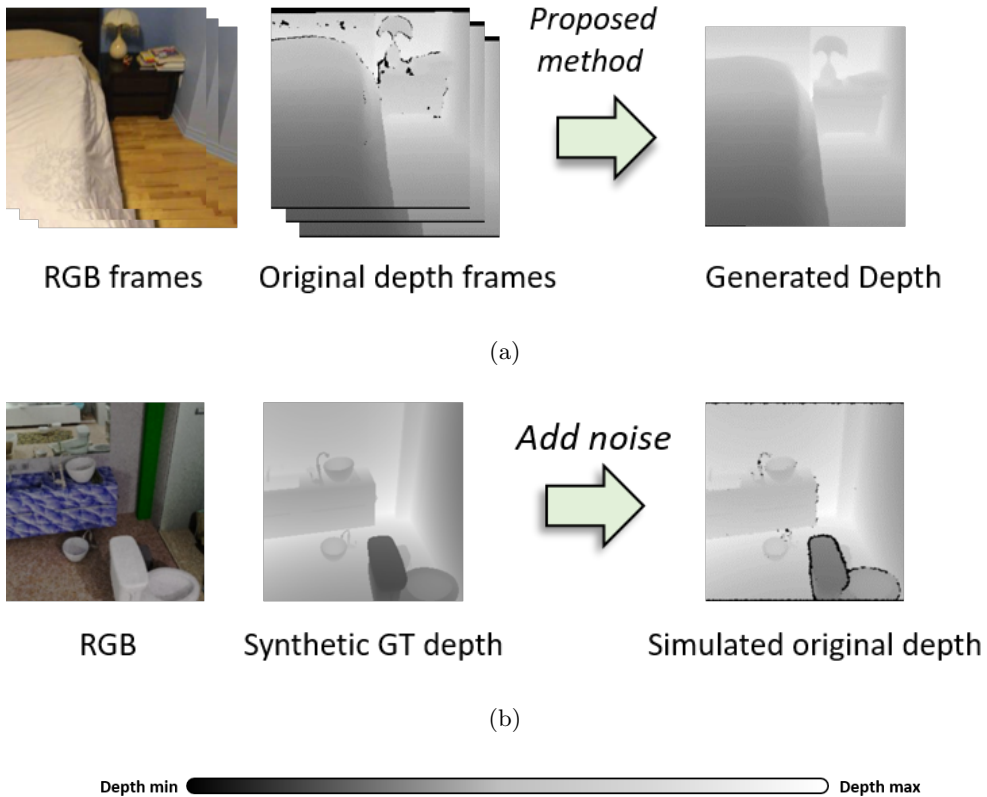 Proposed
method
RGB frames
Original depth frames
Generated Depth
(a)
Add noise
RGB
Synthetic GT depth
Simulated original depth
(b)
Depth min
Depth max